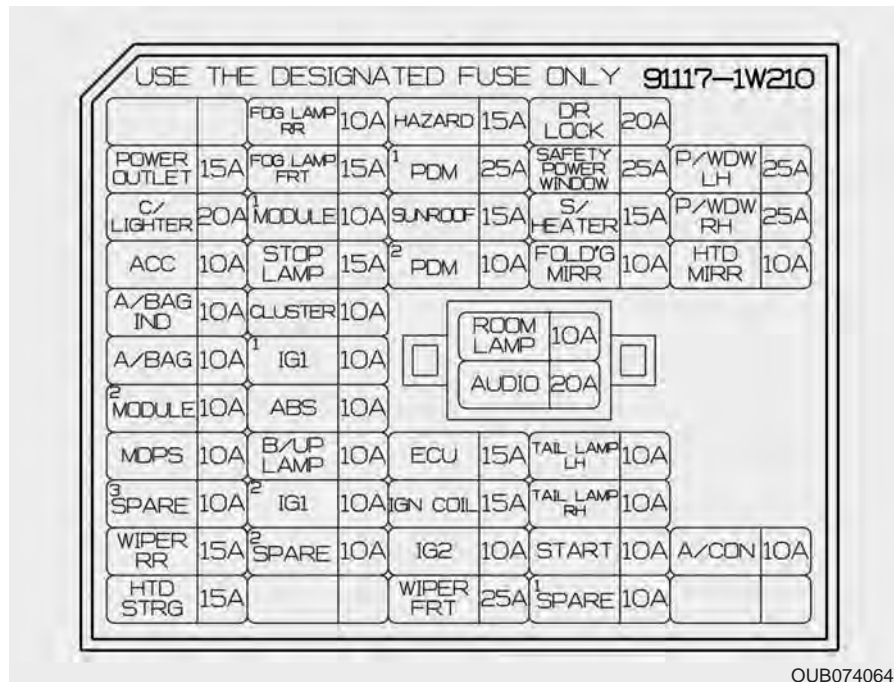 USE THE DESIGNATED FUSE ONLY 91117-1W210
FOG LAMP RR 10A HAZARD 15A DR LOCK 20A
POWER OUTLET 15A FOG LAMP FRT 15A 1 PDM 25A SAFETY POWER WINDOW 25A P/WDW LH 25A
C/LIGHTER 20A 1 MODULE 10A SUNROOF 15A S/HEATER 15A P/WDW RH 25A
ACC 10A STOP LAMP 15A 2 PDM 10A FOLD'G MIRR 10A HTD MIRR 10A
A/BAG IND 10A CLUSTER 10A
ROOM LAMP 10A
A/BAG 10A 1 IG1 10A
AUDIO 20A
2 MODULE 10A ABS 10A
MDPS 10A B/UP LAMP 10A ECU 15A TAIL LAMP LH 10A
3 SPARE 10A 2 IG1 10A IGN COIL 15A TAIL LAMP RH 10A
WIPER RR 15A 2 SPARE 10A IG2 10A START 10A A/CON 10A
HTD STRG 15A WIPER FRT 25A 1 SPARE 10A
OUB074064